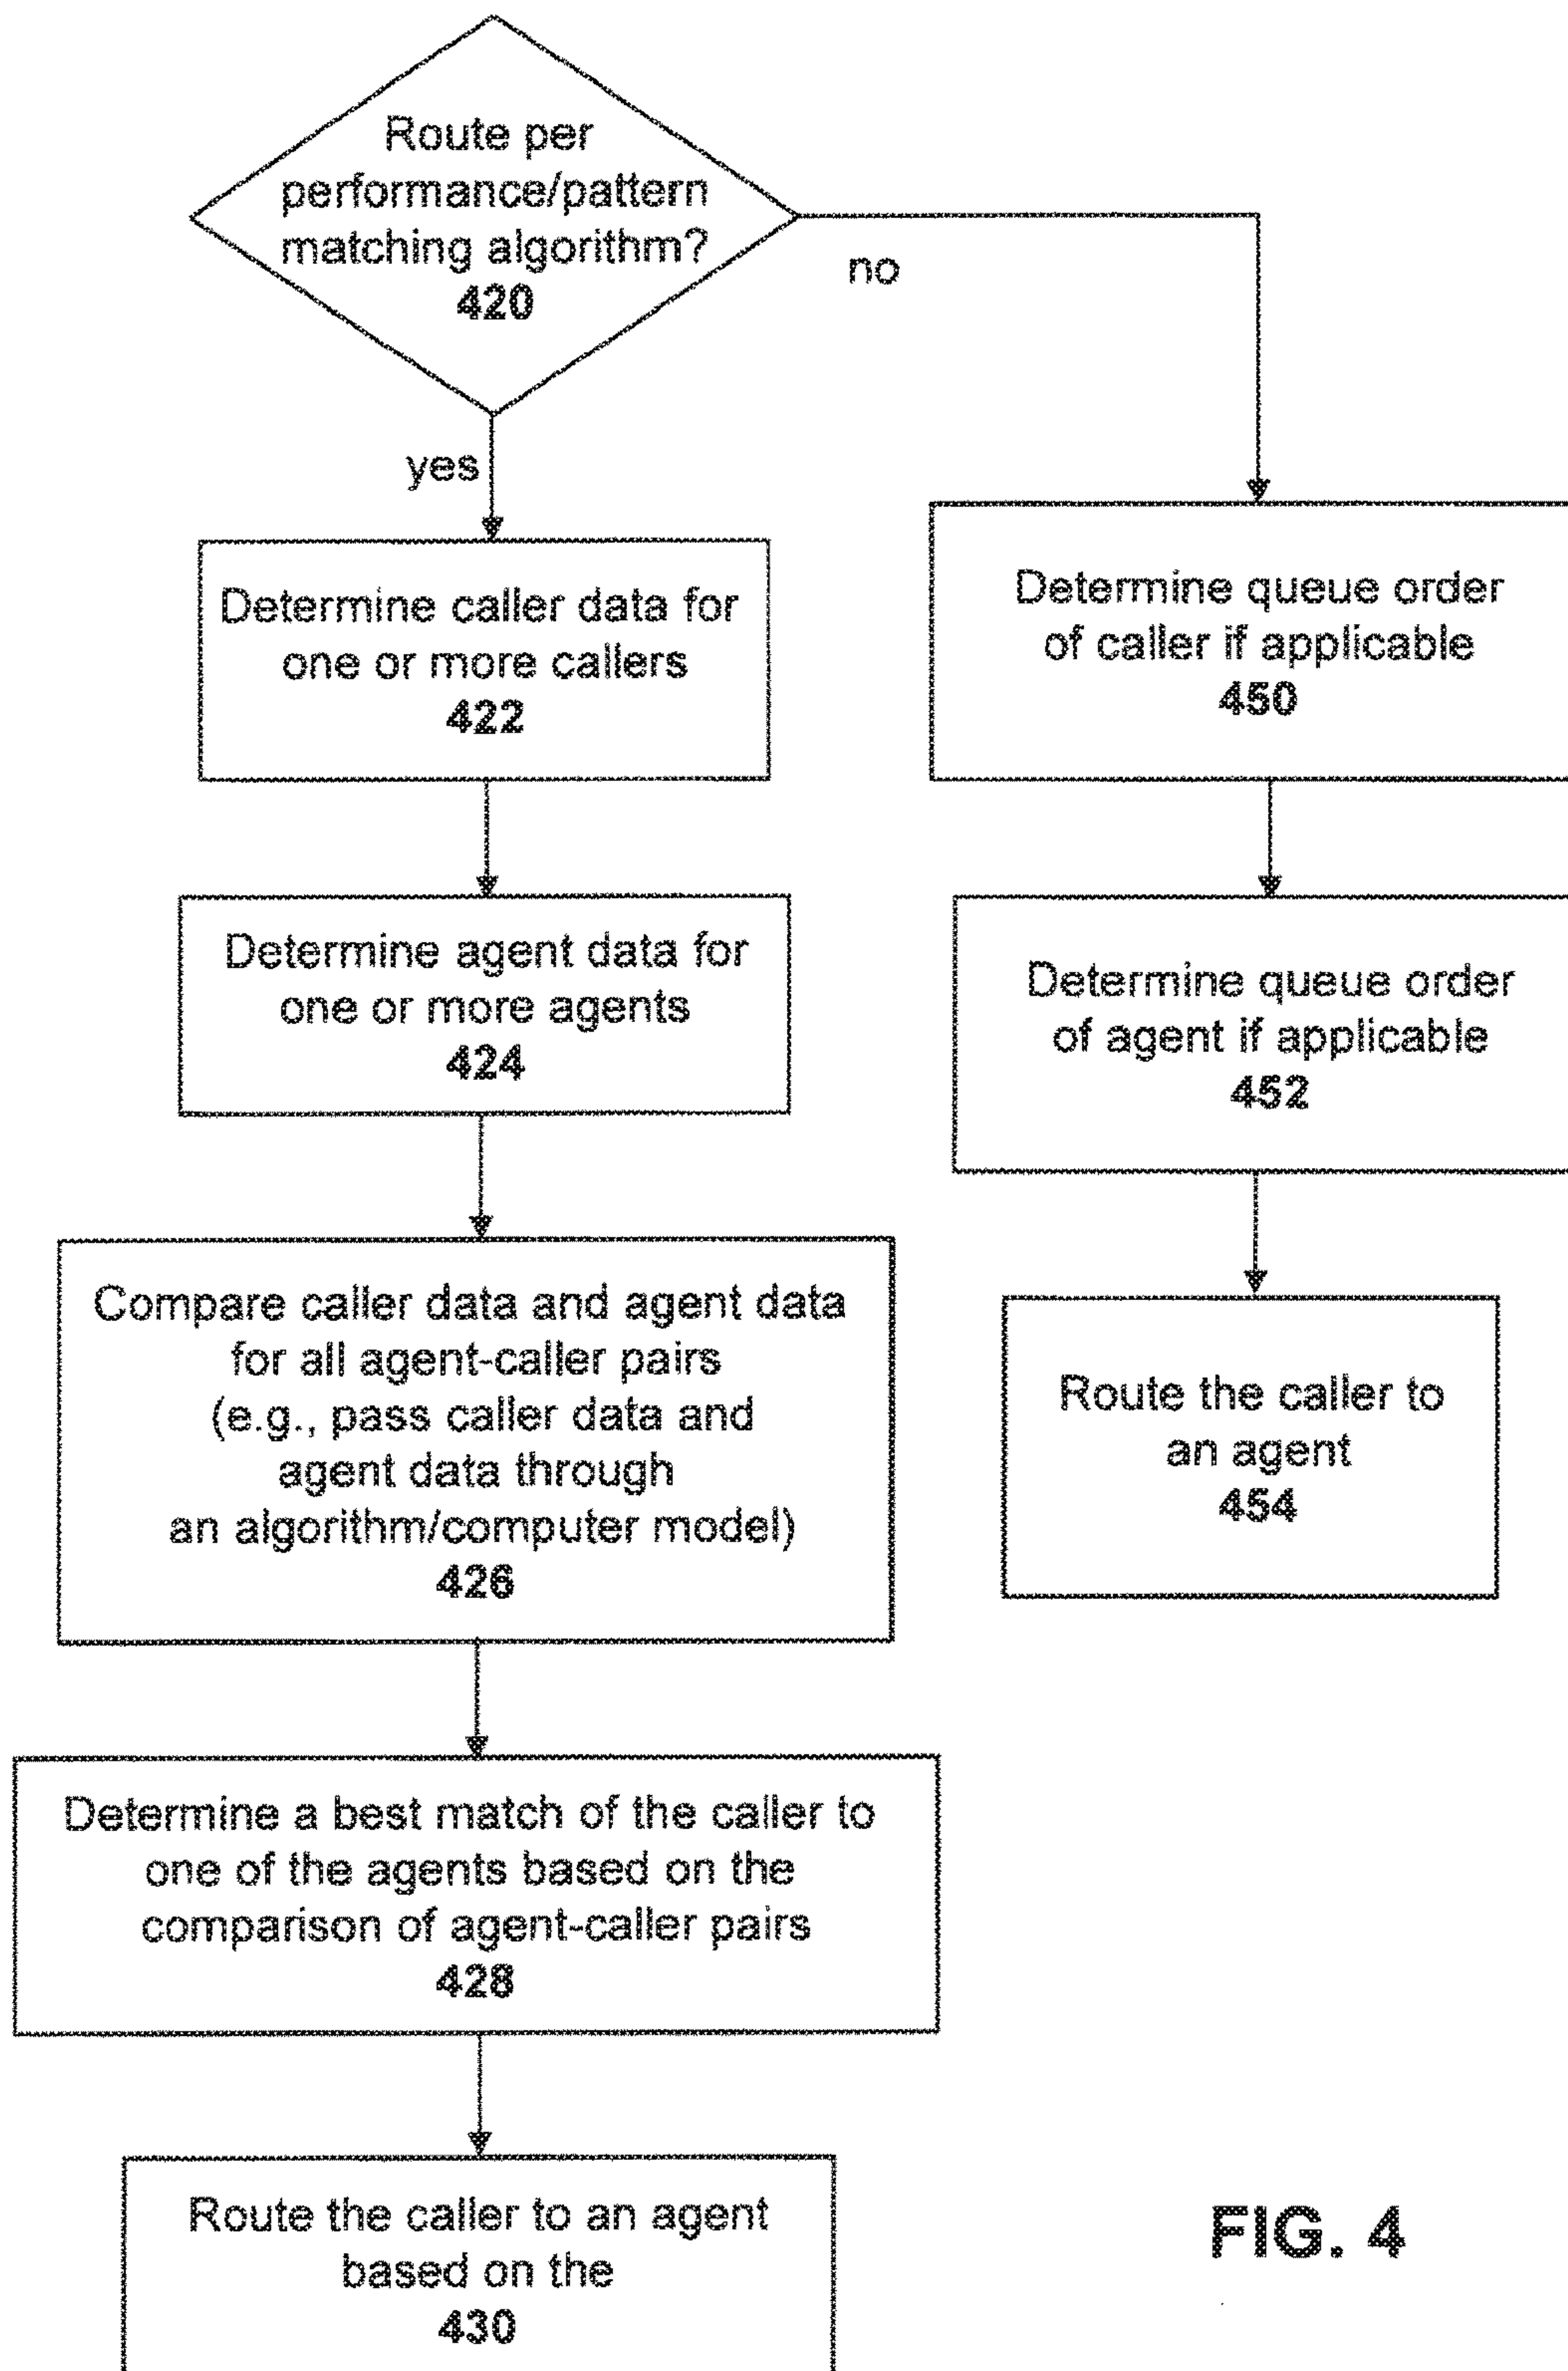 Route per
performance/pattern
matching algorithm?
420
no
yes
Determine caller data for
one or more callers
422
Determine queue order
of caller if applicable
450
Determine agent data for
one or more agents
424
Determine queue order
of agent if applicable
452
Compare caller data and agent data
for all agent-caller pairs
(e.g., pass caller data and
agent data through
an algorithm/computer model)
426
Route the caller to
an agent
454
Determine a best match of the caller to
one of the agents based on the
comparison of agent-caller pairs
428
Route the caller to an agent
based on the
430
FIG. 4